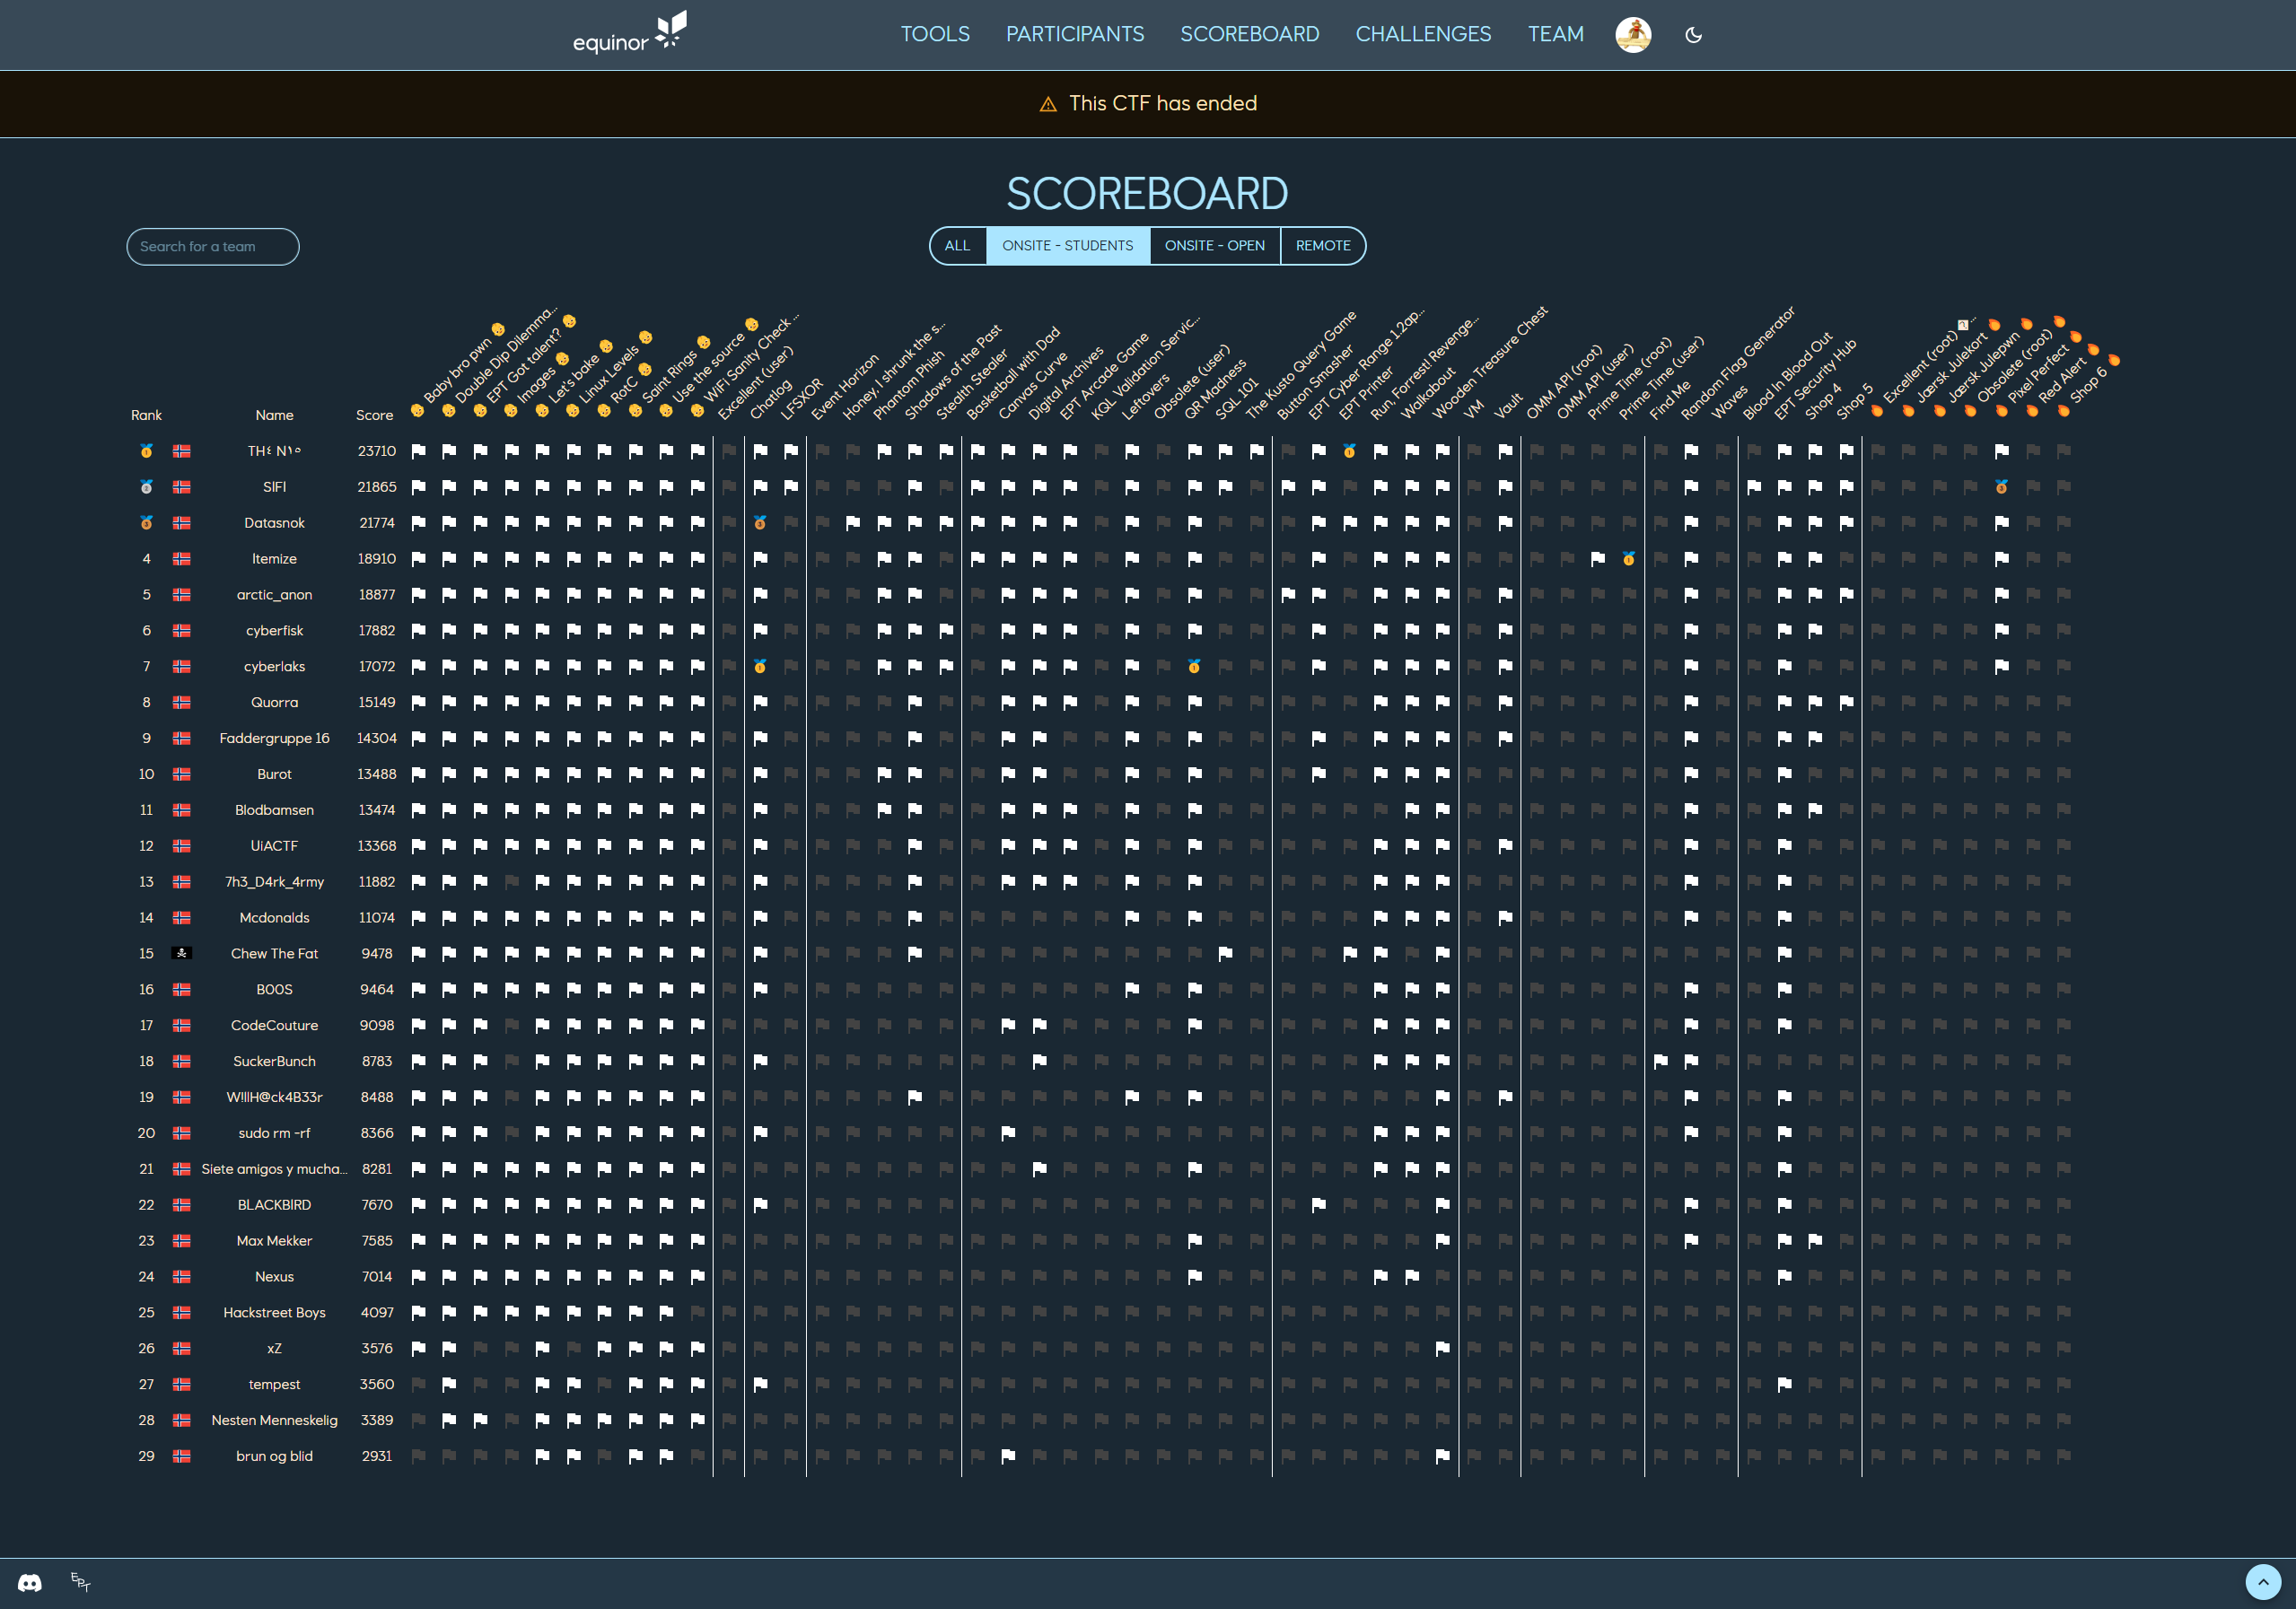 equinor
TOOLS PARTICIPANTS SCOREBOARD CHALLENGES TEAM
This CTF has ended
SCOREBOARD
Search for a team
ALL ONSITE - STUDENTS ONSITE - OPEN REMOTE
Rank Name Score
Baby bro pwn
Double Dip Dilemma...
EPT Got talent?
Images
Let's bake
Linux Levels
RotC
Saint Rings
Use the source
WiFi Sanity Check ...
Excellent (user)
Chatlog
LFSXOR
Event Horizon
Honey, I shrunk the s...
Phantom Phish
Shadows of the Past
Stealth Stealer
Basketball with Dad
Canvas Curve
Digital Archives
EPT Arcade Game
KQL Validation Servic...
Leftovers
Obsolete (user)
QR Madness
SQL 101
The Kusto Query Game
Button Smasher
EPT Cyber Range 1.2ap...
EPT Printer
Run, Forrest! Revenge...
Walkabout
Wooden Treasure Chest
VM
Vault
OMM API (root)
OMM API (user)
Prime Time (root)
Prime Time (user)
Find Me
Random Flag Generator
Waves
Blood In Blood Out
EPT Security Hub
Shop 4
Shop 5
Excellent (root) ...
Jærsk Julekort
Jærsk Julepwn
Obsolete (root)
Pixel Perfect
Red Alert
Shop 6
TH٤ N١٥ 23710
SIFI 21865
Datasnok 21774
4 Itemize 18910
5 arctic_anon 18877
6 cyberfisk 17882
7 cyberlaks 17072
8 Quorra 15149
9 Faddergruppe 16 14304
10 Burot 13488
11 Blodbamsen 13474
12 UiACTF 13368
13 7h3_D4rk_4rmy 11882
14 Mcdonalds 11074
15 Chew The Fat 9478
16 B00S 9464
17 CodeCouture 9098
18 SuckerBunch 8783
19 W!llH@ck4B33r 8488
20 sudo rm -rf 8366
21 Siete amigos y mucha... 8281
22 BLACKBIRD 7670
23 Max Mekker 7585
24 Nexus 7014
25 Hackstreet Boys 4097
26 xZ 3576
27 tempest 3560
28 Nesten Menneskelig 3389
29 brun og blid 2931
EPT